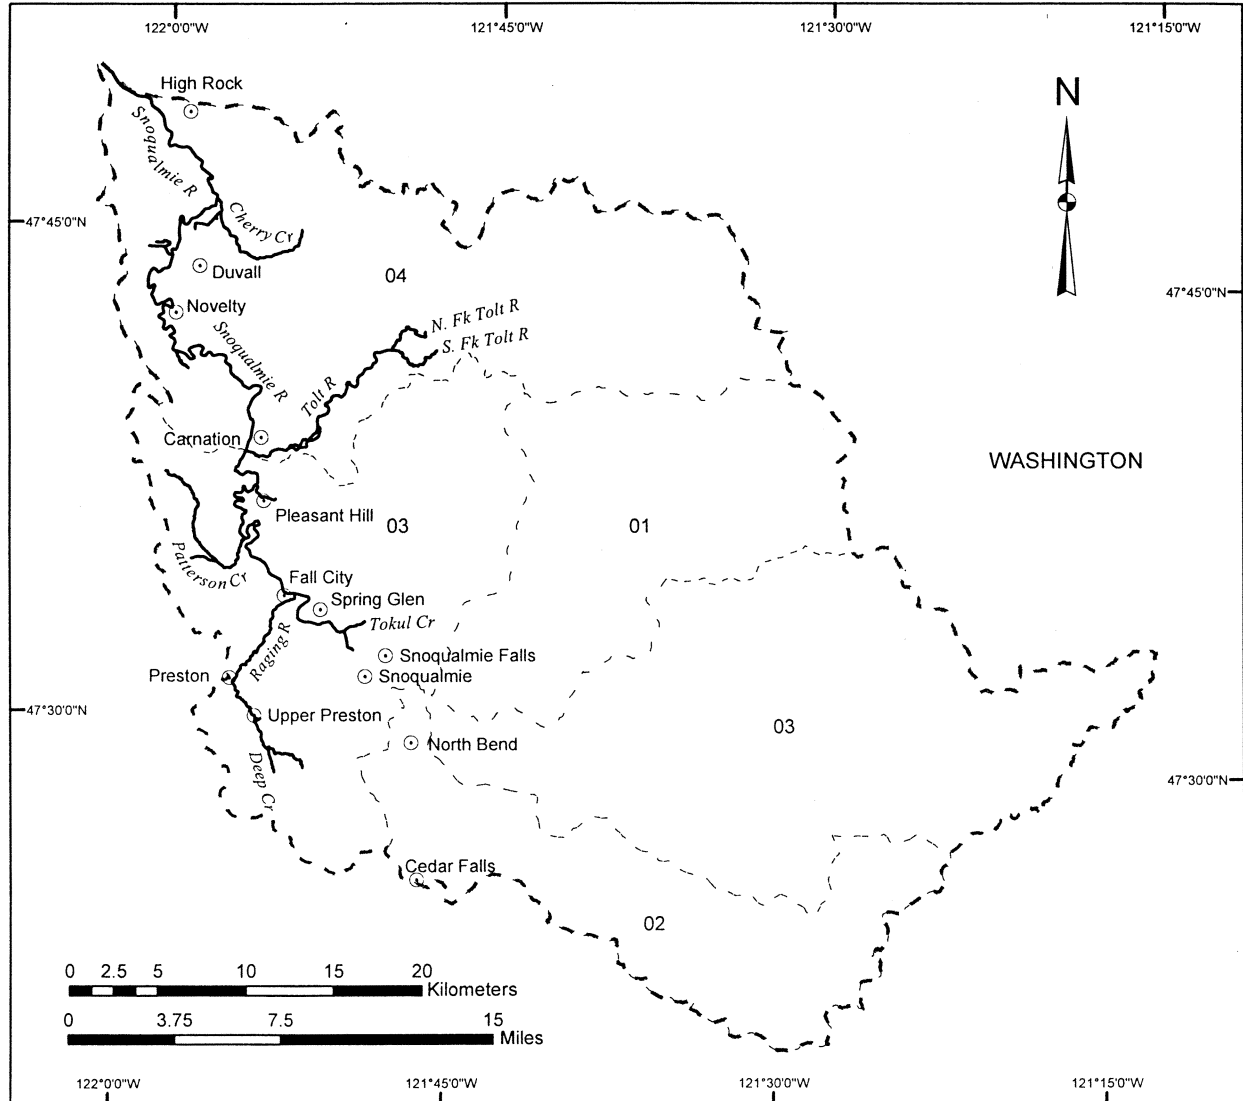 122°0'0"W
121°45'0"W
121°30'0"W
121°15'0"W
High Rock
N
Snoqualmie R
47°45'0"N
Cherry Cr
Duvall
04
47°45'0"N
Novelty
N. Fk Tolt R
Snoqualmie R
S. Fk Tolt R
Tolt R
Carnation
WASHINGTON
Pleasant Hill
03
01
Patterson Cr
Fall City
Spring Glen
Tokul Cr
Raging R
Snoqualmie Falls
Preston
Snoqualmie
47°30'0"N
Upper Preston
03
North Bend
Deep Cr
47°30'0"N
Cedar Falls
02
0 2.5 5 10 15 20
Kilometers
0 3.75 7.5 15
Miles
122°0'0"W
121°45'0"W
121°30'0"W
121°15'0"W